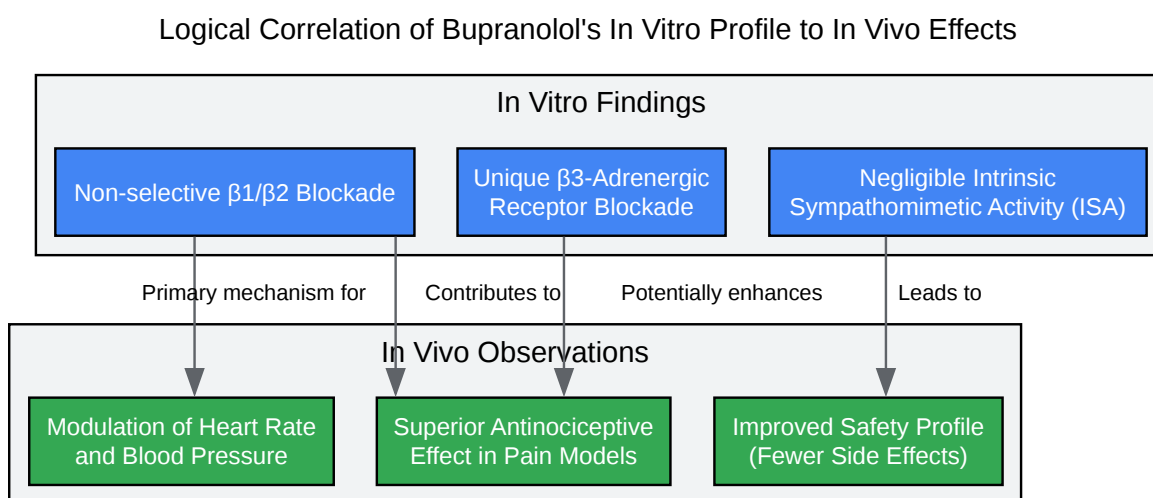 Logical Correlation of Bupranolol's In Vitro Profile to In Vivo Effects
In Vitro Findings
Non-selective β1/β2 Blockade
Unique β3-Adrenergic
Receptor Blockade
Negligible Intrinsic
Sympathomimetic Activity (ISA)
Primary mechanism for
Contributes to
Potentially enhances
Leads to
In Vivo Observations
Modulation of Heart Rate
and Blood Pressure
Superior Antinociceptive
Effect in Pain Models
Improved Safety Profile
(Fewer Side Effects)